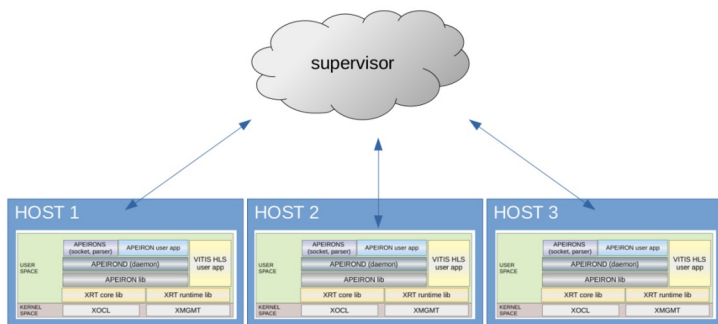 supervisor
HOST 1
APEIRONS
(socket, parser)
APEIRON user app
VITIS HLS
user app
USER
SPACE
APEIROND (daemon)
APEIRON lib
XRT core lib
XRT runtime lib
KERNEL
SPACE
XOCL
XMGMT
HOST 2
APEIRONS
(socket, parser)
APEIRON user app
VITIS HLS
user app
USER
SPACE
APEIROND (daemon)
APEIRON lib
XRT core lib
XRT runtime lib
KERNEL
SPACE
XOCL
XMGMT
HOST 3
APEIRONS
(socket, parser)
APEIRON user app
VITIS HLS
user app
USER
SPACE
APEIROND (daemon)
APEIRON lib
XRT core lib
XRT runtime lib
KERNEL
SPACE
XOCL
XMGMT